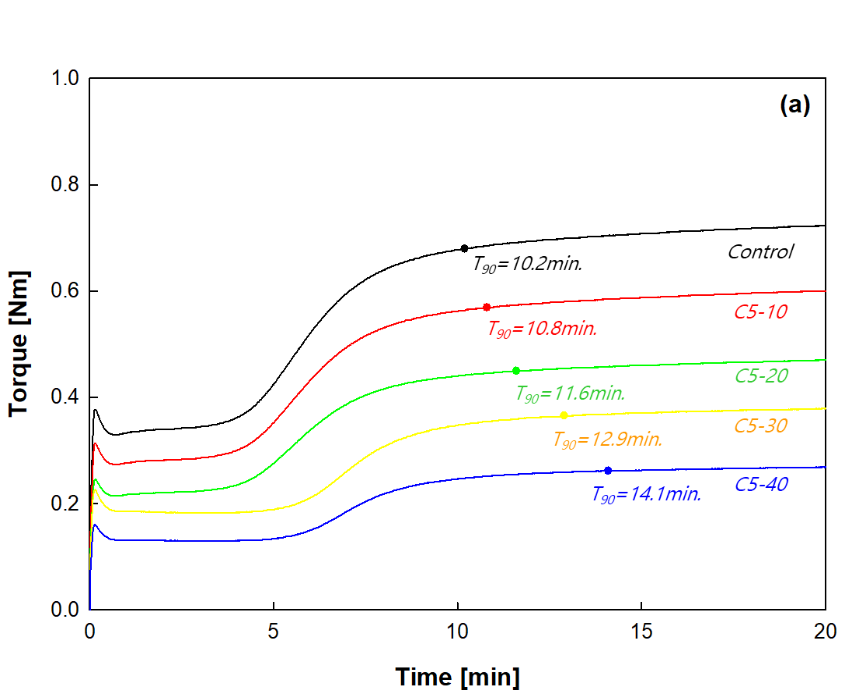 (a)
1.0
0.8
0.6
0.4
0.2
0.0
Torque [Nm]
Control
T90=10.2min.
C5-10
T90=10.8min.
C5-20
T90=11.6min.
C5-30
T90=12.9min.
C5-40
T90=14.1min.
0 5 10 15 20
Time [min]